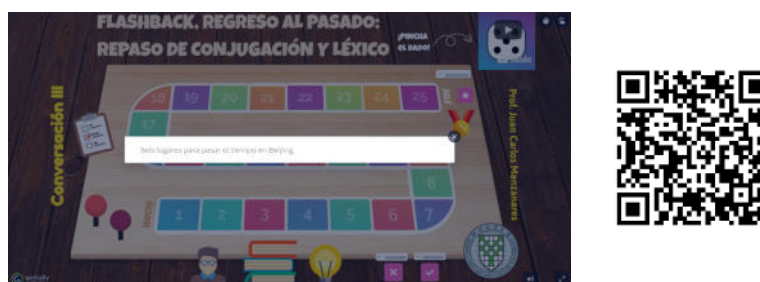 FLASHBACK, REGRESO AL PASADO:
REPASO DE CONJUGACIÓN Y LÉXICO
¡PINCHA
EL DADO!
Conversación III
Prof. Juan Carlos Manzanares
18 19 20 21 22 23 24 25
17
Seis lugares para pasar el tiempo en Beijing
8
1 2 3 4 5 6 7
INICIO
genially